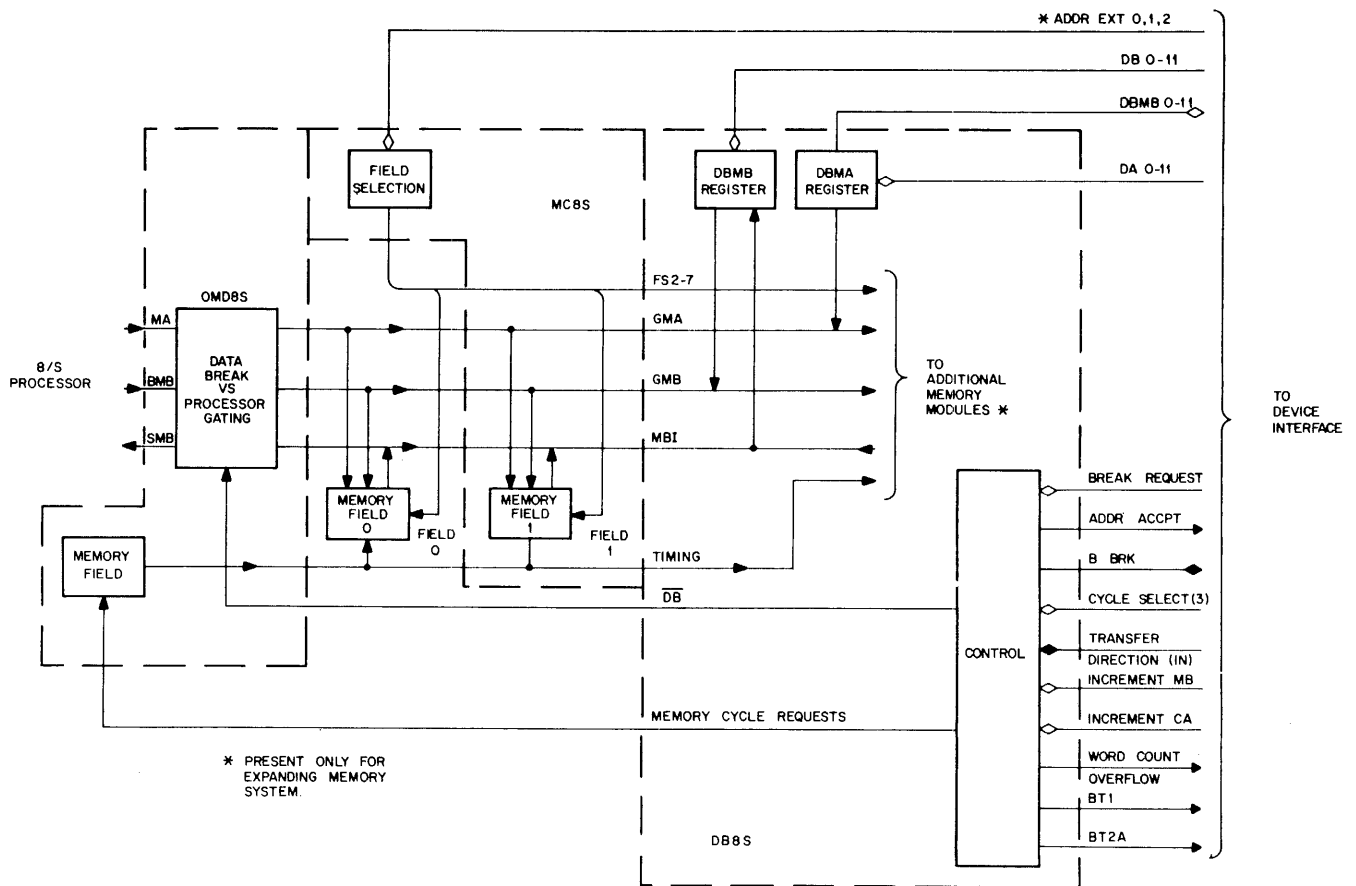 * ADDR EXT 0,1,2
DB 0-11
DBMB 0-11
DA 0-11
FIELD
SELECTION
MC8S
DBMB
REGISTER
DBMA
REGISTER
FS2-7
OMD8S
MA
GMA
8/S
PROCESSOR
BMB
DATA
BREAK
VS
PROCESSOR
GATING
GMB
TO
ADDITIONAL
MEMORY
MODULES *
TO
DEVICE
INTERFACE
SMB
MBI
MEMORY
FIELD
0
FIELD
0
MEMORY
FIELD
1
FIELD
1
MEMORY
FIELD
TIMING
DB
CONTROL
BREAK REQUEST
ADDR ACCPT
B BRK
CYCLE SELECT(3)
TRANSFER
DIRECTION (IN)
INCREMENT MB
INCREMENT CA
WORD COUNT
OVERFLOW
BT1
BT2A
MEMORY CYCLE REQUESTS
* PRESENT ONLY FOR
EXPANDING MEMORY
SYSTEM.
DB8S